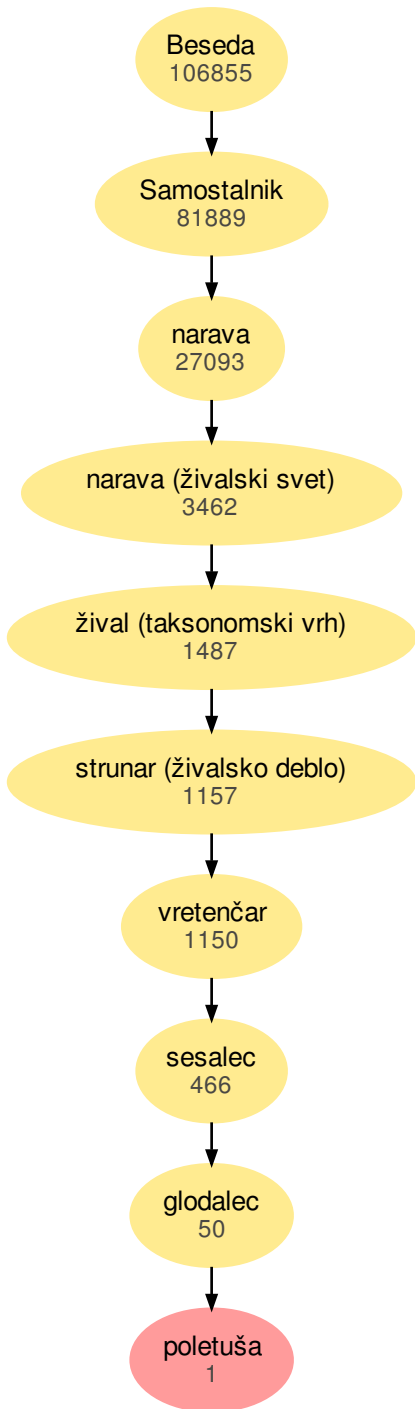 Beseda
106855
Samostalnik
81889
narava
27093
narava (živalski svet)
3462
žival (taksonomski vrh)
1487
strunar (živalsko deblo)
1157
vretenčar
1150
sesalec
466
glodalec
50
poletuša
1